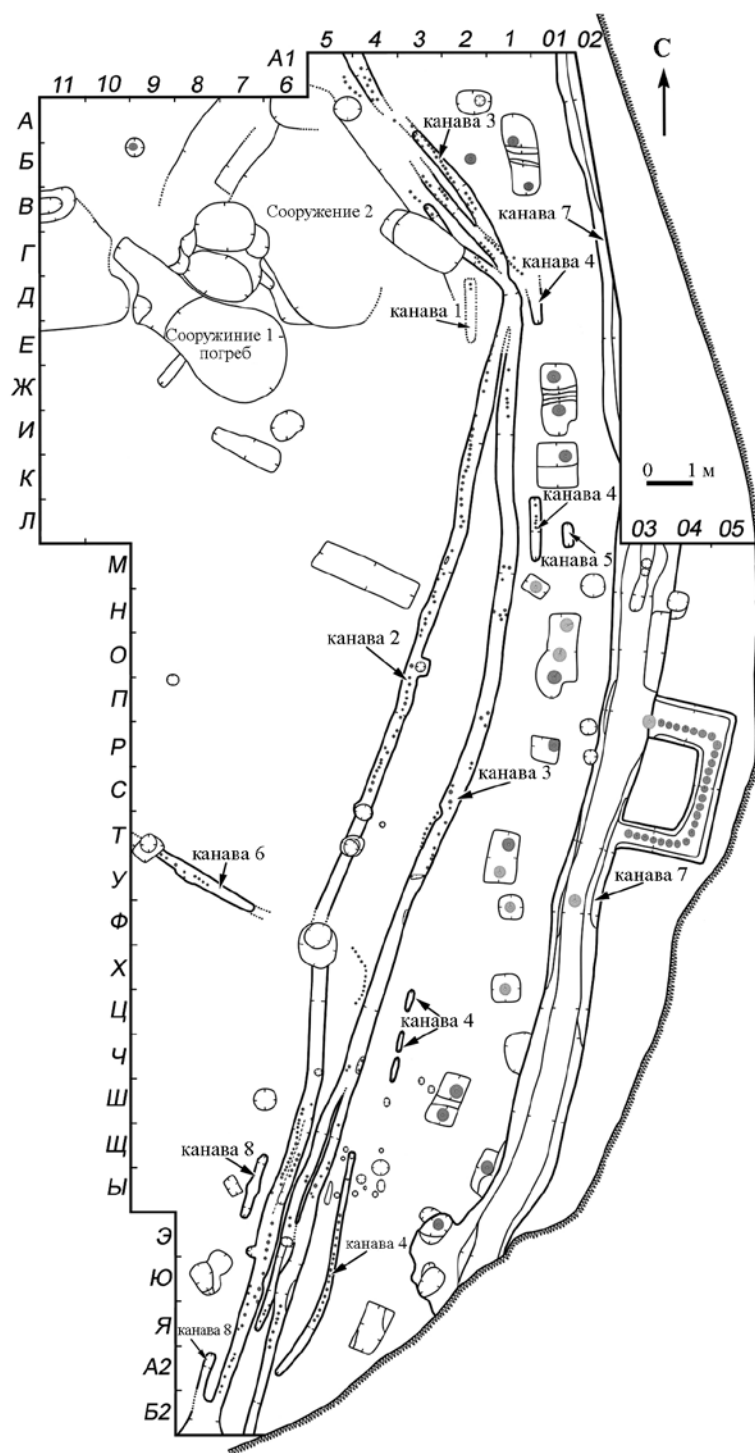 А1 5 4 3 2 1 01 02
С
11 10 9 8 7 6
А
канава 3
Б
В
Сооружение 2
канава 7
Г
канава 4
Д
канава 1
Сооружиние 1
погреб
Е
Ж
И
К
0 1 м
канава 4
Л
03 04 05
канава 5
М
Н
О
канава 2
П
Р
С
канава 3
Т
канава 6
У
канава 7
Ф
Х
Ц
канава 4
Ч
Ш
Щ
канава 8
Ы
Э
канава 4
Ю
Я
канава 8
А2
Б2